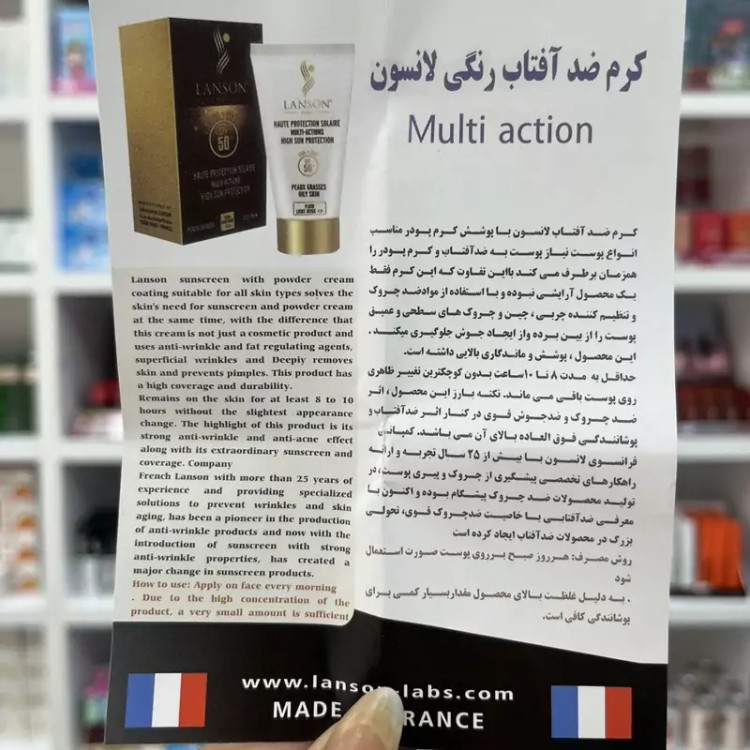 LANSON
50
HAUTE PROTECTION SOLAIRE
MULTI-ACTIONS
HIGH SUN PROTECTION
LANSON
HAUTE PROTECTION SOLAIRE
MULTI-ACTIONS
HIGH SUN PROTECTION
50
PEAUX GRASSES
OILY SKIN
FLUID
LIGHT BEIGE
کرم ضد آفتاب رنگی لانسون
Multi action
Lanson sunscreen with powder cream
coating suitable for all skin types solves the
skin's need for sunscreen and powder cream
at the same time, with the difference that
this cream is not just a cosmetic product and
uses anti-wrinkle and fat regulating agents,
superficial wrinkles and Deepiy removes
skin and prevents pimples. This product has
a high coverage and durability.
Remains on the skin for at least 8 to 10
hours without the slightest appearance
change. The highlight of this product is its
strong anti-wrinkle and anti-acne effect
along with its extraordinary sunscreen and
coverage. Company
French Lanson with more than 25 years of
experience and providing specialized
solutions to prevent wrinkles and skin
aging, has been a pioneer in the production
of anti-wrinkle products and now with the
introduction of sunscreen with strong
anti-wrinkle properties, has created a
major change in sunscreen products.
How to use: Apply on face every morning
. Due to the high concentration of the
product, a very small amount is sufficient
کرم ضد آفتاب لانسون با پوشش کرم پودر مناسب
انواع پوست نیاز پوست به ضدآفتاب و کرم پودر را
همزمان برطرف می کند بااین تفاوت که این کرم فقط
یک محصول آرایشی نبوده و با استفاده از موادضد چروک
و تنظیم کننده چربی، چین و چروک های سطحی و عمیق
پوست را از بین برده واز ایجاد جوش جلوگیری میکند.
این محصول ، پوشش و ماندگاری بالایی داشته است.
حداقل به مدت ۸ تا ۱۰ساعت بدون کوچکترین تغییر ظاهری
روی پوست باقی می ماند. نکته بارز این محصول ، اثر
ضد چروک و ضدجوش قوی در کنار اثر ضدآفتاب و
پوشانندگی فوق العاده بالای آن می باشد. کمپانی
فرانسوی لانسون با بیش از ۲۵ سال تجربه و ارائه
راهکارهای تخصصی پیشگیری از چروک و پیری پوست، در
تولید محصولات ضد چروک پیشگام بوده و اکنون با
معرفی ضدآفتابی با خاصیت ضدچروک قوی، تحولی
بزرگ در محصولات ضدآفتاب ایجاد کرده است
روش مصرف: هرروز صبح برروی پوست صورت استعمال
شود
. به دلیل غلظت بالای محصول مقداربسیار کمی برای
پوشانندگی کافی است.
www.lanson-labs.com
MADE FRANCE